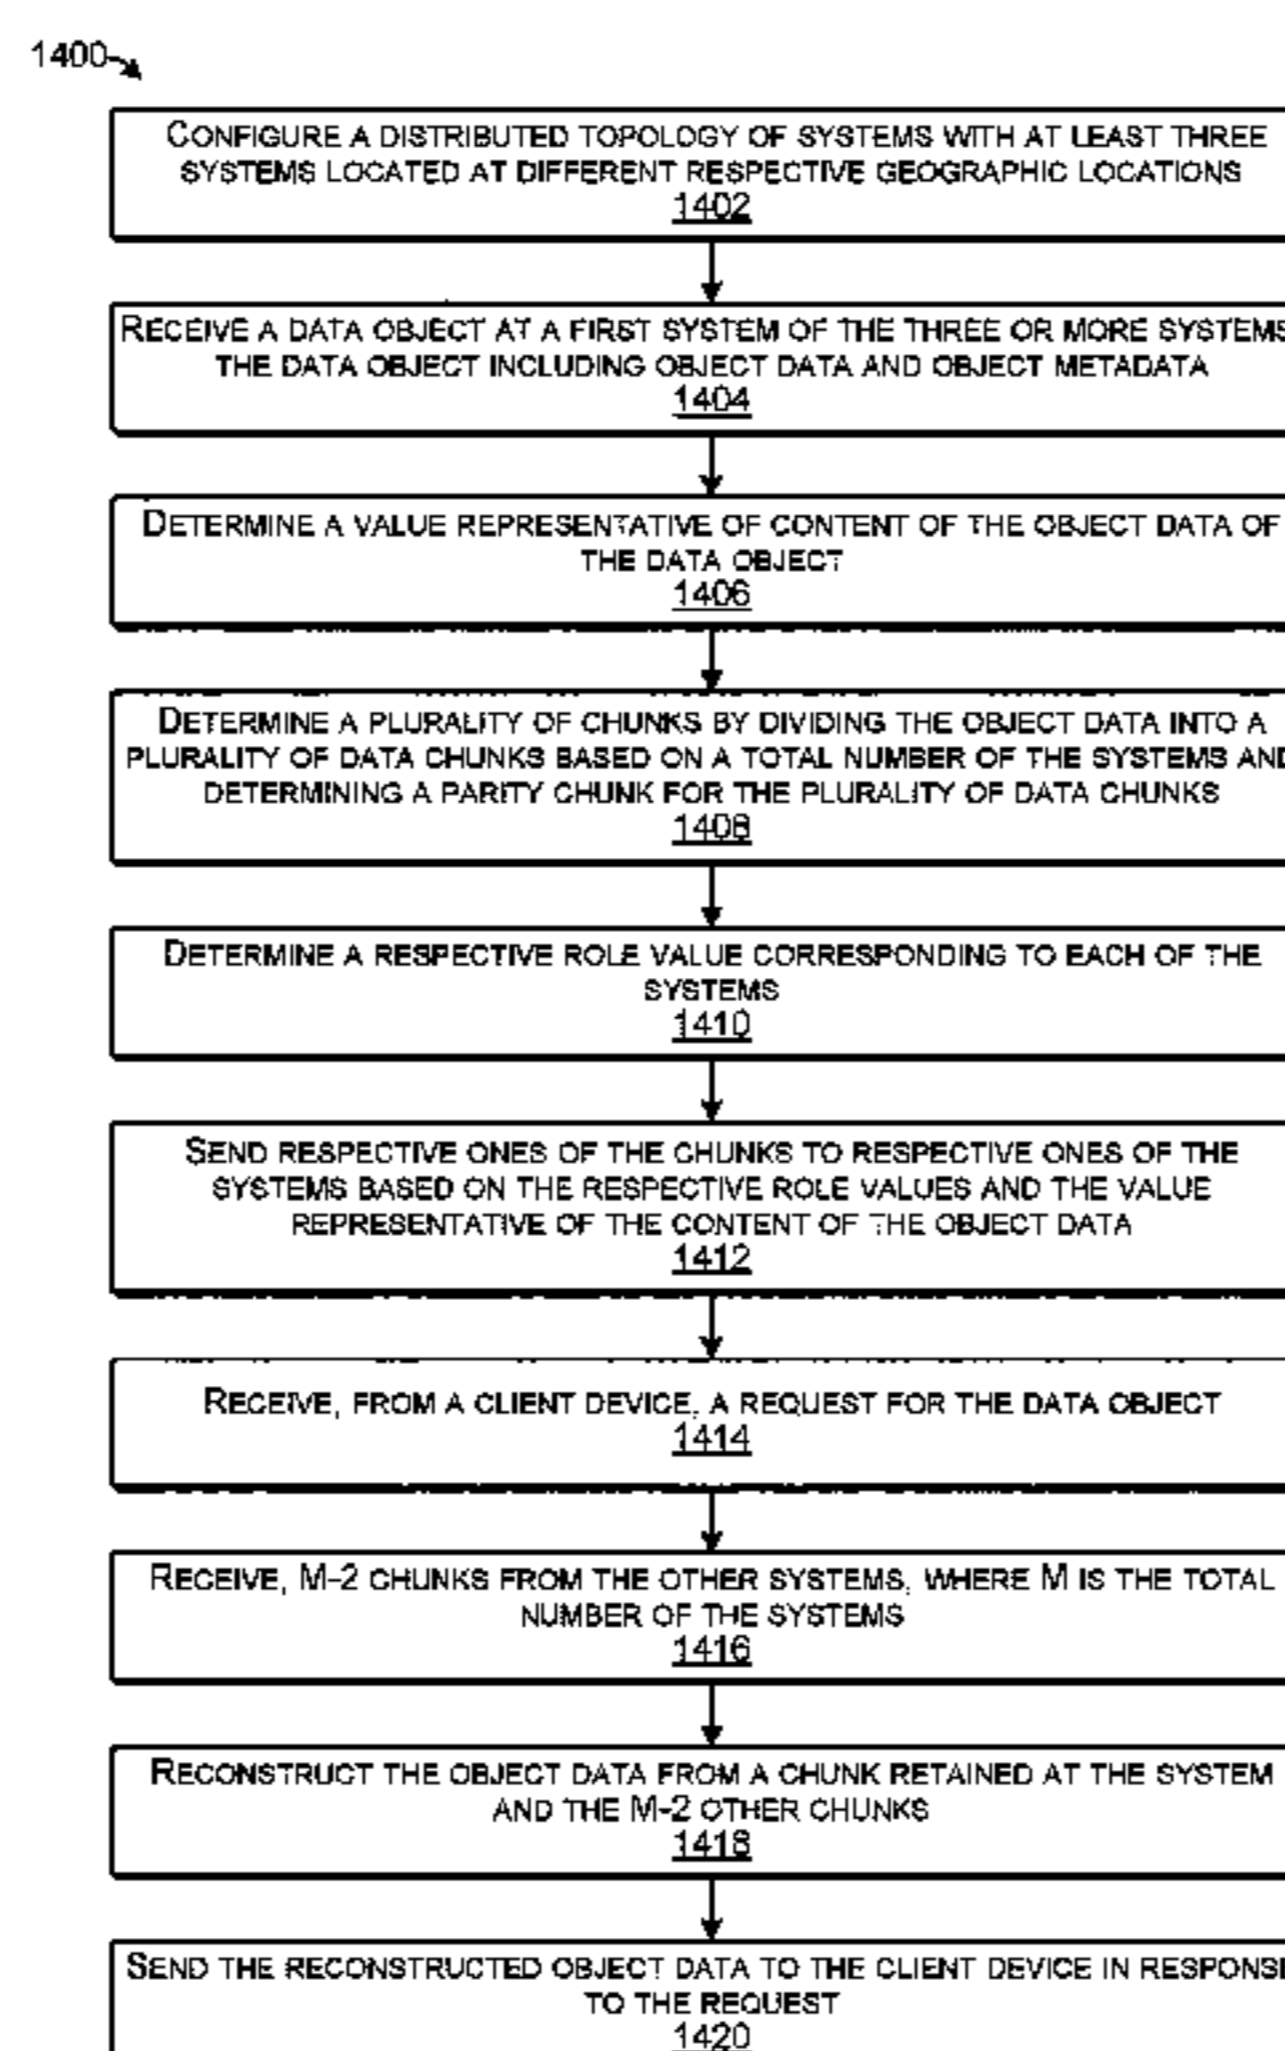 1400
CONFIGURE A DISTRIBUTED TOPOLOGY OF SYSTEMS WITH AT LEAST THREE
SYSTEMS LOCATED AT DIFFERENT RESPECTIVE GEOGRAPHIC LOCATIONS
1402
RECEIVE A DATA OBJECT AT A FIRST SYSTEM OF THE THREE OR MORE SYSTEMS
THE DATA OBJECT INCLUDING OBJECT DATA AND OBJECT METADATA
1404
DETERMINE A VALUE REPRESENTATIVE OF CONTENT OF THE OBJECT DATA OF
THE DATA OBJECT
1406
DETERMINE A PLURALITY OF CHUNKS BY DIVIDING THE OBJECT DATA INTO A
PLURALITY OF DATA CHUNKS BASED ON A TOTAL NUMBER OF THE SYSTEMS AND
DETERMINING A PARITY CHUNK FOR THE PLURALITY OF DATA CHUNKS
1408
DETERMINE A RESPECTIVE ROLE VALUE CORRESPONDING TO EACH OF THE
SYSTEMS
1410
SEND RESPECTIVE ONES OF THE CHUNKS TO RESPECTIVE ONES OF THE
SYSTEMS BASED ON THE RESPECTIVE ROLE VALUES AND THE VALUE
REPRESENTATIVE OF THE CONTENT OF THE OBJECT DATA
1412
RECEIVE, FROM A CLIENT DEVICE, A REQUEST FOR THE DATA OBJECT
1414
RECEIVE, M-2 CHUNKS FROM THE OTHER SYSTEMS, WHERE M IS THE TOTAL
NUMBER OF THE SYSTEMS
1416
RECONSTRUCT THE OBJECT DATA FROM A CHUNK RETAINED AT THE SYSTEM
AND THE M-2 OTHER CHUNKS
1418
SEND THE RECONSTRUCTED OBJECT DATA TO THE CLIENT DEVICE IN RESPONSE
TO THE REQUEST
1420